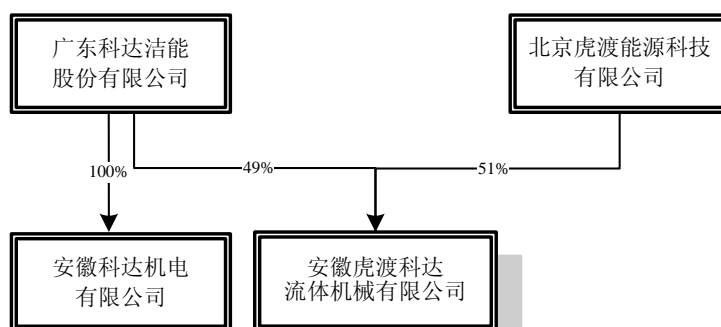 广东科达洁能
股份有限公司
北京虎渡能源科技
有限公司
100%
49%
51%
安徽科达机电
有限公司
安徽虎渡科达
流体机械有限公司